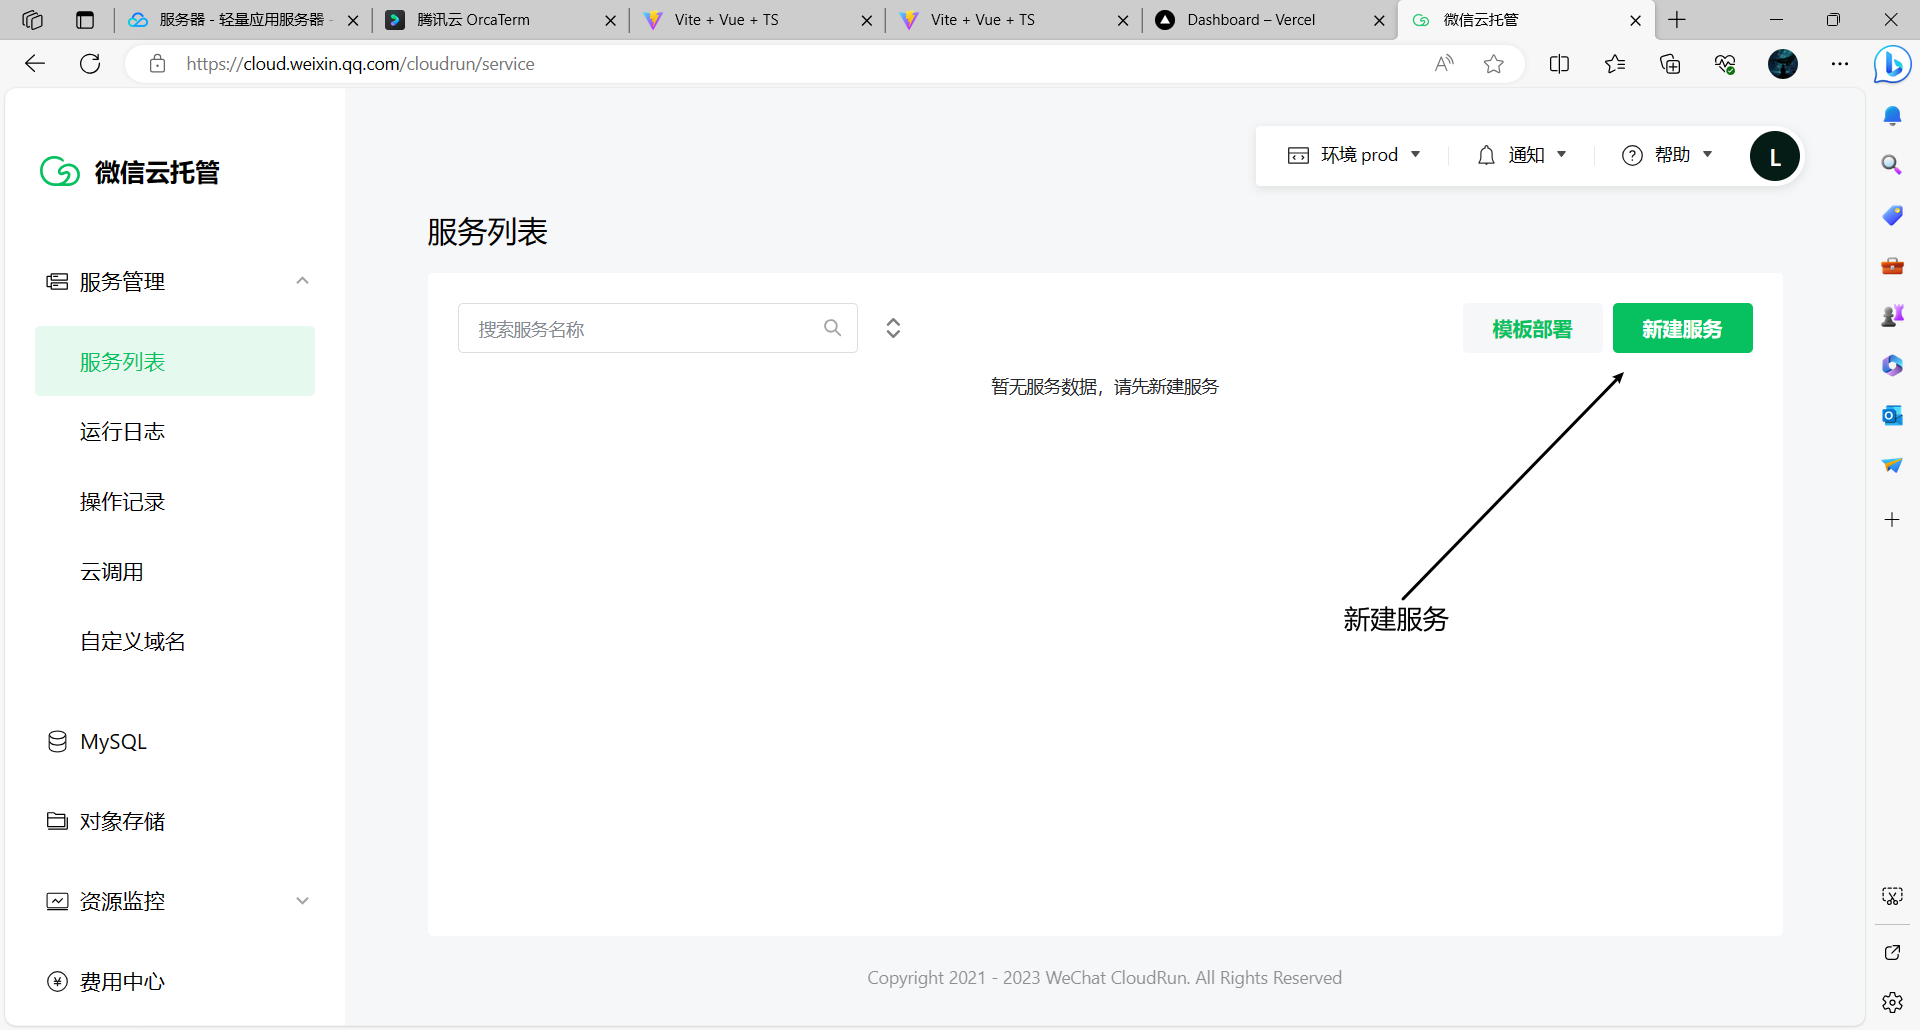 服务器 - 轻量应用服务器 -
腾讯云 OrcaTerm
Vite + Vue + TS
Vite + Vue + TS
Dashboard – Vercel
微信云托管
https://cloud.weixin.qq.com/cloudrun/service
微信云托管
环境 prod
通知
帮助
L
服务列表
服务管理
服务列表
运行日志
操作记录
云调用
自定义域名
MySQL
对象存储
资源监控
费用中心
搜索服务名称
模板部署
新建服务
暂无服务数据，请先新建服务
新建服务
Copyright 2021 - 2023 WeChat CloudRun. All Rights Reserved